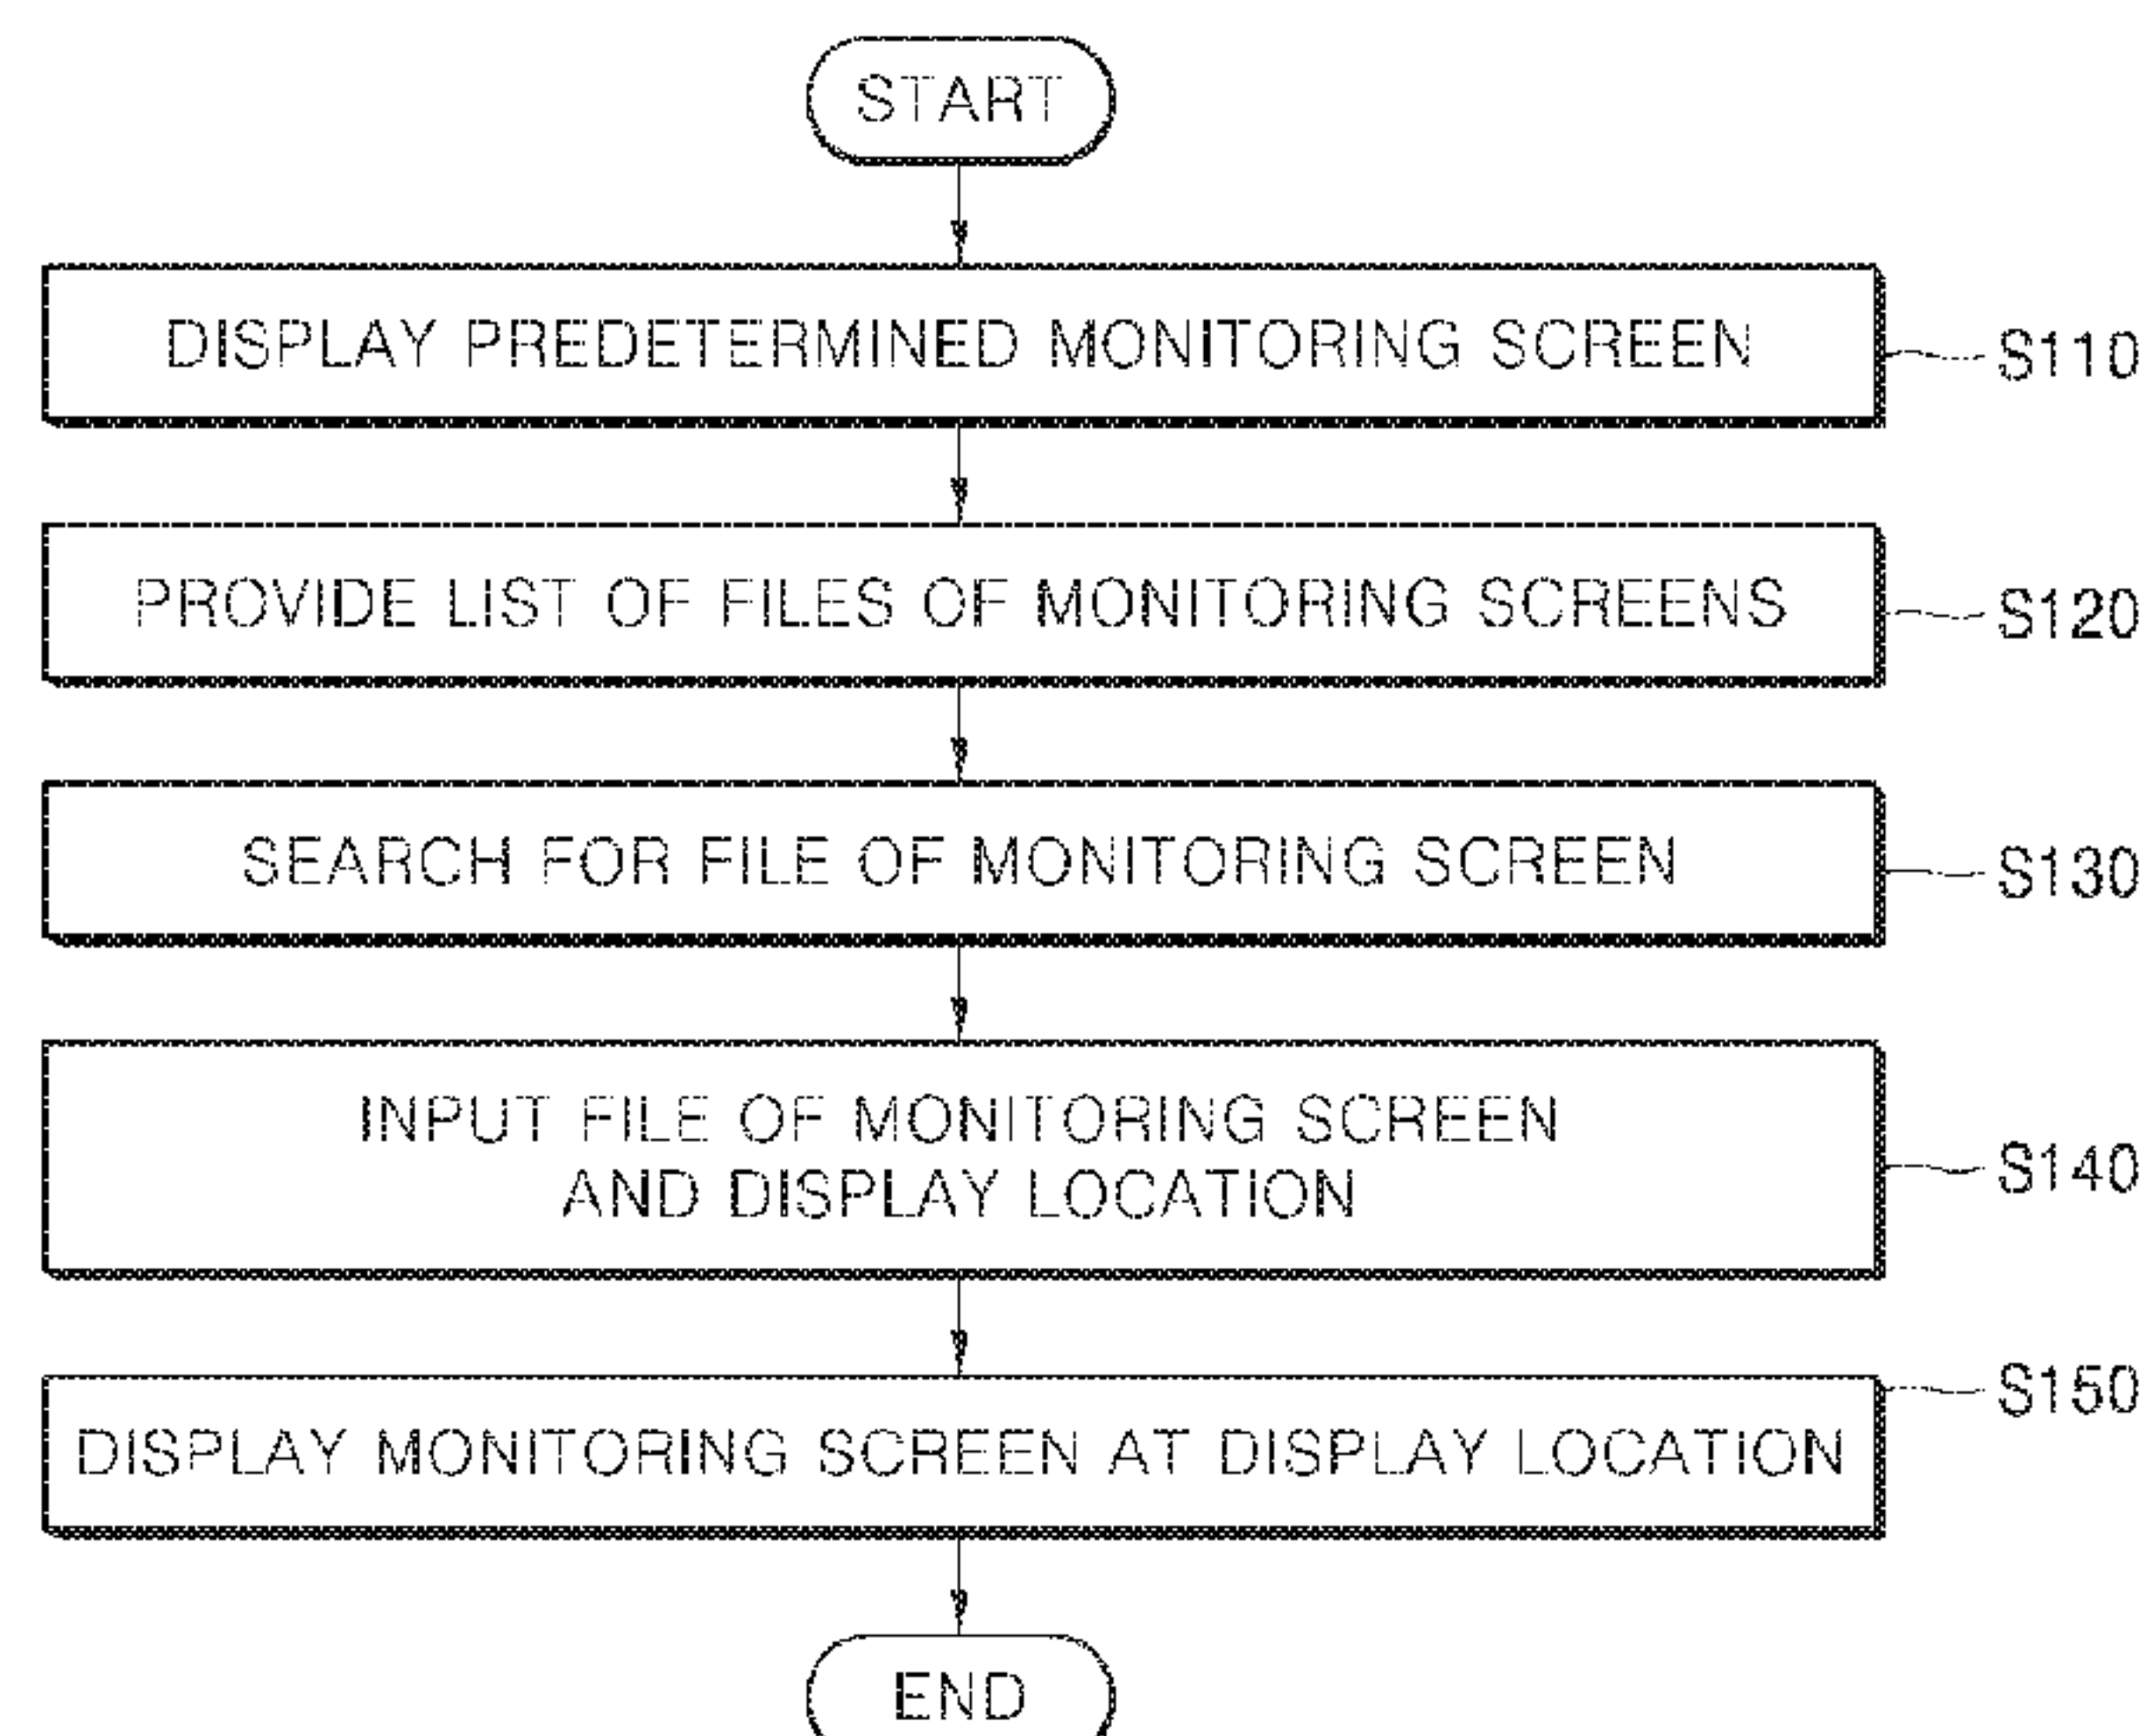 START
DISPLAY PREDETERMINED MONITORING SCREEN
S110
PROVIDE LIST OF FILES OF MONITORING SCREENS
S120
SEARCH FOR FILE OF MONITORING SCREEN
S130
INPUT FILE OF MONITORING SCREEN
AND DISPLAY LOCATION
S140
DISPLAY MONITORING SCREEN AT DISPLAY LOCATION
S150
END